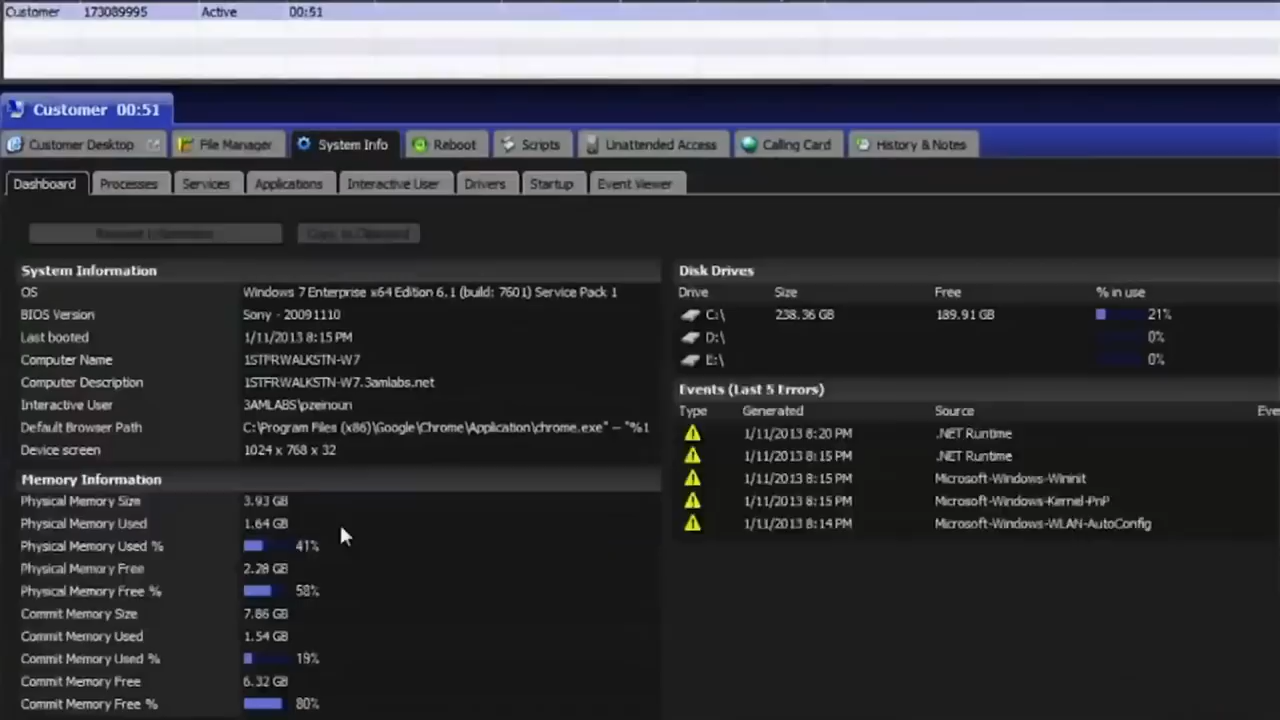 Customer 173089995 Active 00:51
Customer 00:51
Customer Desktop File Manager System Info Reboot Scripts Unattended Access Calling Card History & Notes
Dashboard Processes Services Applications Interactive User Drivers Startup Event Viewer
System Information
OS Windows 7 Enterprise x64 Edition 6.1 (build: 7601) Service Pack 1
BIOS Version Sony - 20091110
Last booted 1/11/2013 8:15 PM
Computer Name 1STFRWALKSTN-W7
Computer Description 1STFRWALKSTN-W7.3amlabs.net
Interactive User 3AMLABS\pzeinoun
Default Browser Path C:\Program Files (x86)\Google\Chrome\Application\chrome.exe" -- "%1
Device screen 1024 x 768 x 32
Memory Information
Physical Memory Size 3.93 GB
Physical Memory Used 1.64 GB
Physical Memory Used % 41%
Physical Memory Free 2.28 GB
Physical Memory Free % 58%
Commit Memory Size 7.86 GB
Commit Memory Used 1.54 GB
Commit Memory Used % 19%
Commit Memory Free 6.32 GB
Commit Memory Free % 80%
Disk Drives
Drive Size Free % in use
C:\ 238.36 GB 189.91 GB 21%
D:\ 0%
E:\ 0%
Events (Last 5 Errors)
Type Generated Source Eve
1/11/2013 8:20 PM .NET Runtime
1/11/2013 8:15 PM .NET Runtime
1/11/2013 8:15 PM Microsoft-Windows-Wininit
1/11/2013 8:15 PM Microsoft-Windows-Kernel-PnP
1/11/2013 8:14 PM Microsoft-Windows-WLAN-AutoConfig